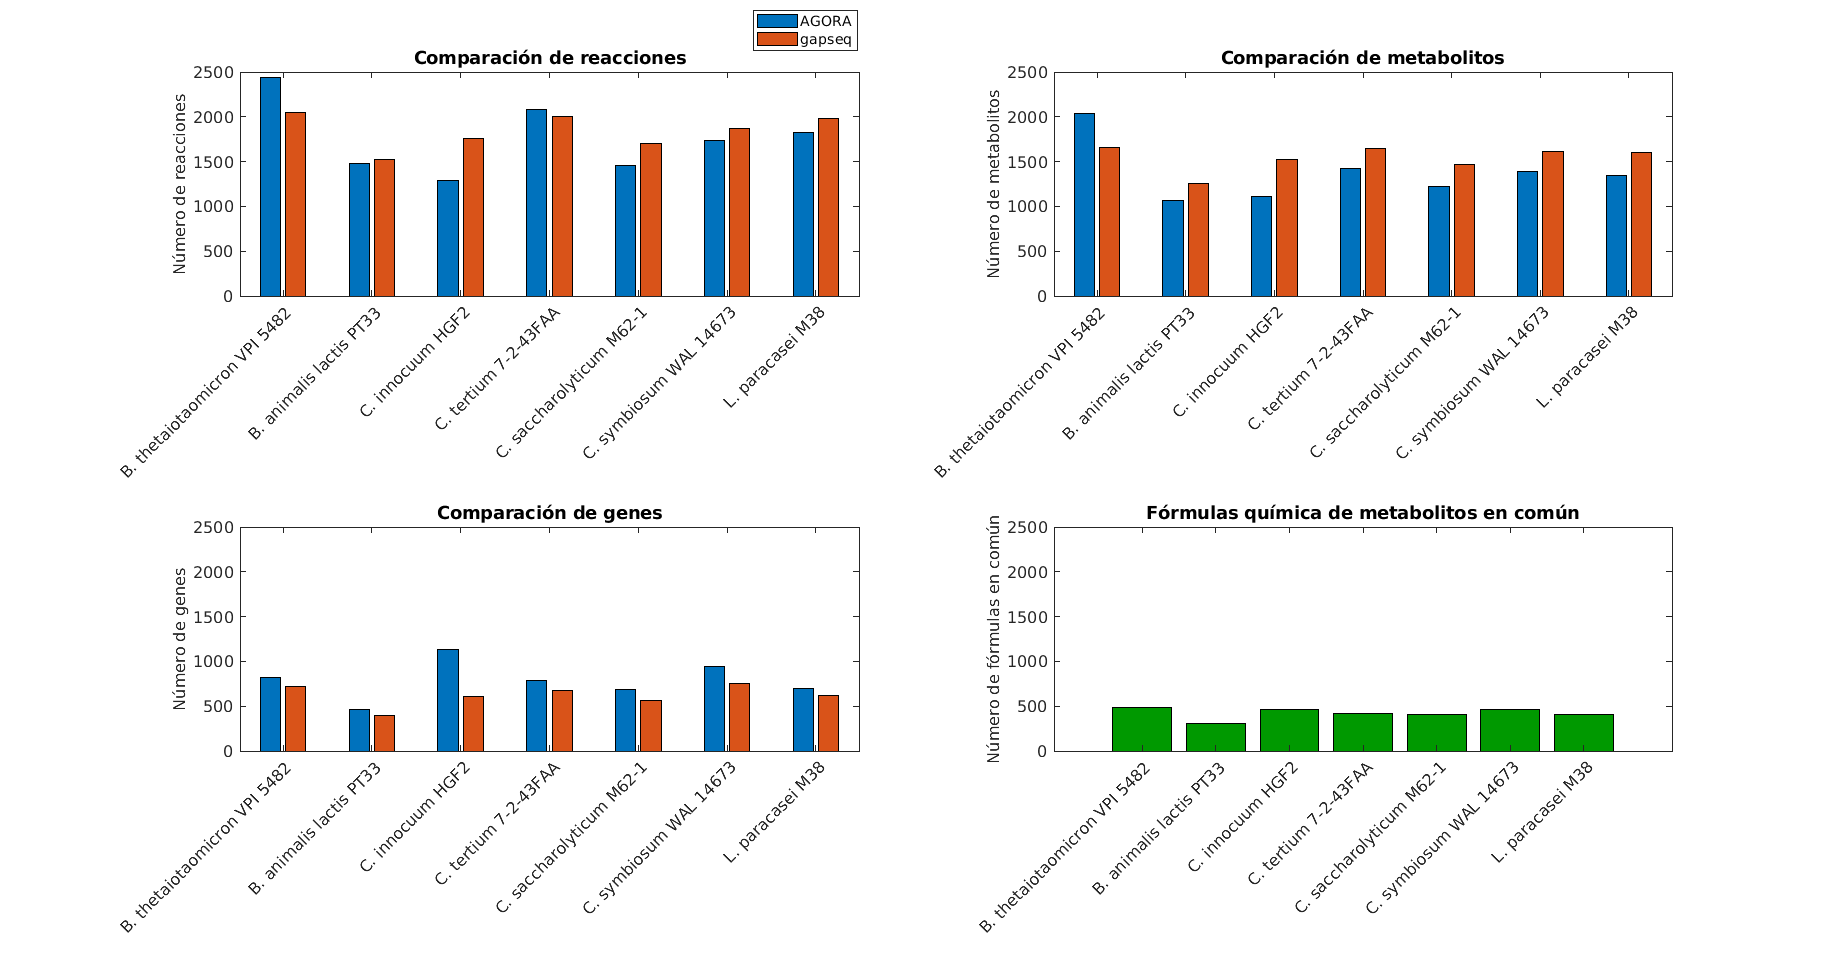 AGORA
gapseq
Comparación de reacciones
Número de reacciones
2500
2000
1500
1000
500
0
B. thetaiotaomicron VPI 5482
B. animalis lactis PT33
C. innocuum HGF2
C. tertium 7-2-43FAA
C. saccharolyticum M62-1
C. symbiosum WAL 14673
L. paracasei M38
Comparación de metabolitos
Número de metabolitos
2500
2000
1500
1000
500
0
B. thetaiotaomicron VPI 5482
B. animalis lactis PT33
C. innocuum HGF2
C. tertium 7-2-43FAA
C. saccharolyticum M62-1
C. symbiosum WAL 14673
L. paracasei M38
Comparación de genes
Número de genes
2500
2000
1500
1000
500
0
B. thetaiotaomicron VPI 5482
B. animalis lactis PT33
C. innocuum HGF2
C. tertium 7-2-43FAA
C. saccharolyticum M62-1
C. symbiosum WAL 14673
L. paracasei M38
Fórmulas química de metabolitos en común
Número de fórmulas en común
2500
2000
1500
1000
500
0
B. thetaiotaomicron VPI 5482
B. animalis lactis PT33
C. innocuum HGF2
C. tertium 7-2-43FAA
C. saccharolyticum M62-1
C. symbiosum WAL 14673
L. paracasei M38